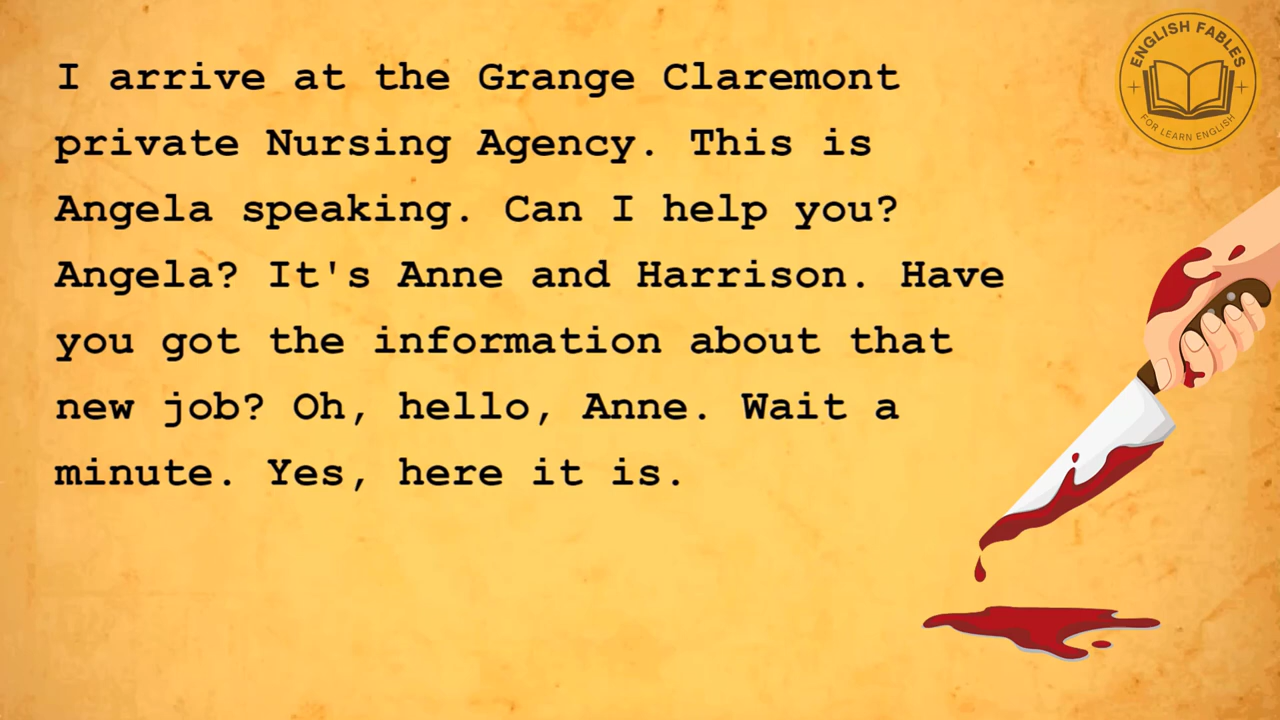 I arrive at the Grange Claremont
private Nursing Agency. This is
Angela speaking. Can I help you?
Angela? It's Anne and Harrison. Have
you got the information about that
new job? Oh, hello, Anne. Wait a
minute. Yes, here it is.
ENGLISH FABLES
FOR LEARN ENGLISH